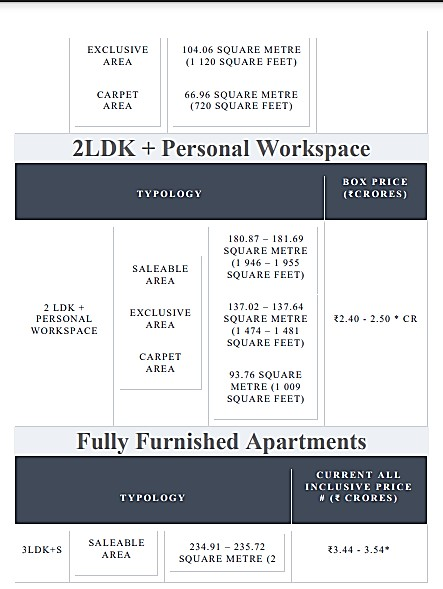 EXCLUSIVE
AREA
104.06 SQUARE METRE
(1 120 SQUARE FEET)
CARPET
AREA
66.96 SQUARE METRE
(720 SQUARE FEET)
2LDK + Personal Workspace
TYPOLOGY
BOX PRICE
(₹CRORES)
2 LDK +
PERSONAL
WORKSPACE
SALEABLE
AREA
EXCLUSIVE
AREA
CARPET
AREA
180.87 – 181.69
SQUARE METRE
(1 946 – 1 955
SQUARE FEET)
137.02 – 137.64
SQUARE METRE
(1 474 – 1 481
SQUARE FEET)
93.76 SQUARE
METRE (1 009
SQUARE FEET)
₹2.40 - 2.50 * CR
Fully Furnished Apartments
TYPOLOGY
CURRENT ALL
INCLUSIVE PRICE
# (₹ CRORES)
3LDK+S
SALEABLE
AREA
234.91 – 235.72
SQUARE METRE (2
₹3.44 - 3.54*